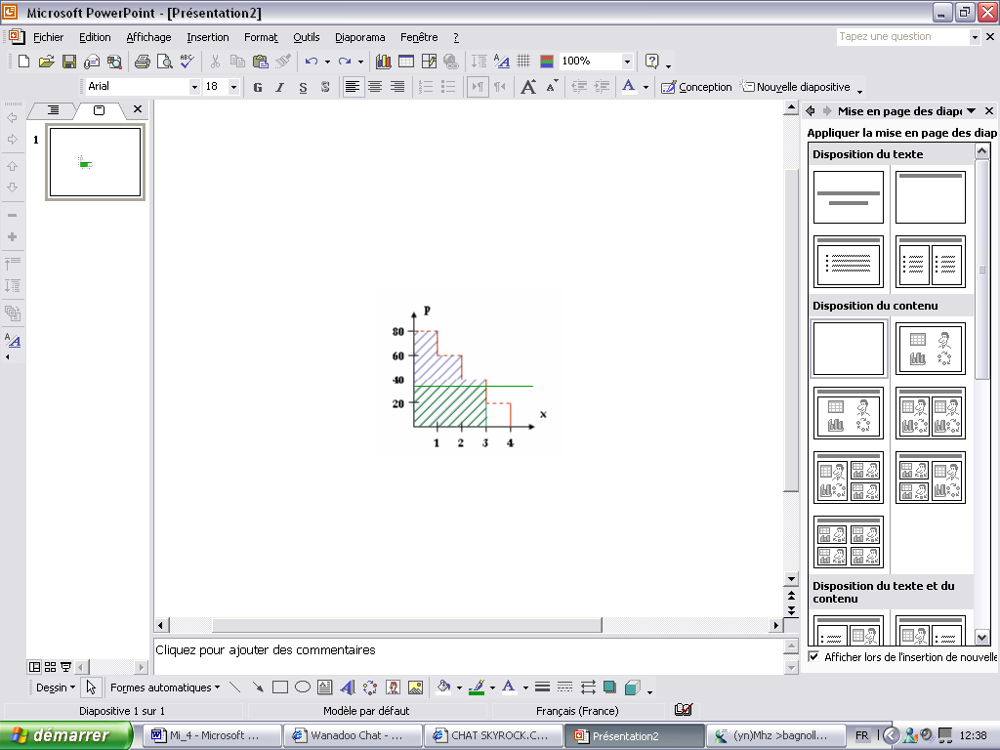 Microsoft PowerPoint - [Présentation2]
Fichier Edition Affichage Insertion Format Outils Diaporama Fenêtre ? Tapez une question
100%
Arial 18 G I S S A A A Conception Nouvelle diapositive
Mise en page des diap
Appliquer la mise en page des diap
1
Disposition du texte
Disposition du contenu
P
80
60
40
20
x
1 2 3 4
Disposition du texte et du
contenu
Cliquez pour ajouter des commentaires
Afficher lors de l'insertion de nouvelle
Dessin Formes automatiques A
Diapositive 1 sur 1 Modèle par défaut Français (France)
démarrer Mi_4 - Microsoft ... Wanadoo Chat - ... CHAT SKYROCK.C... Présentation2 (yn)Mhz >bagnoll... FR 12:38